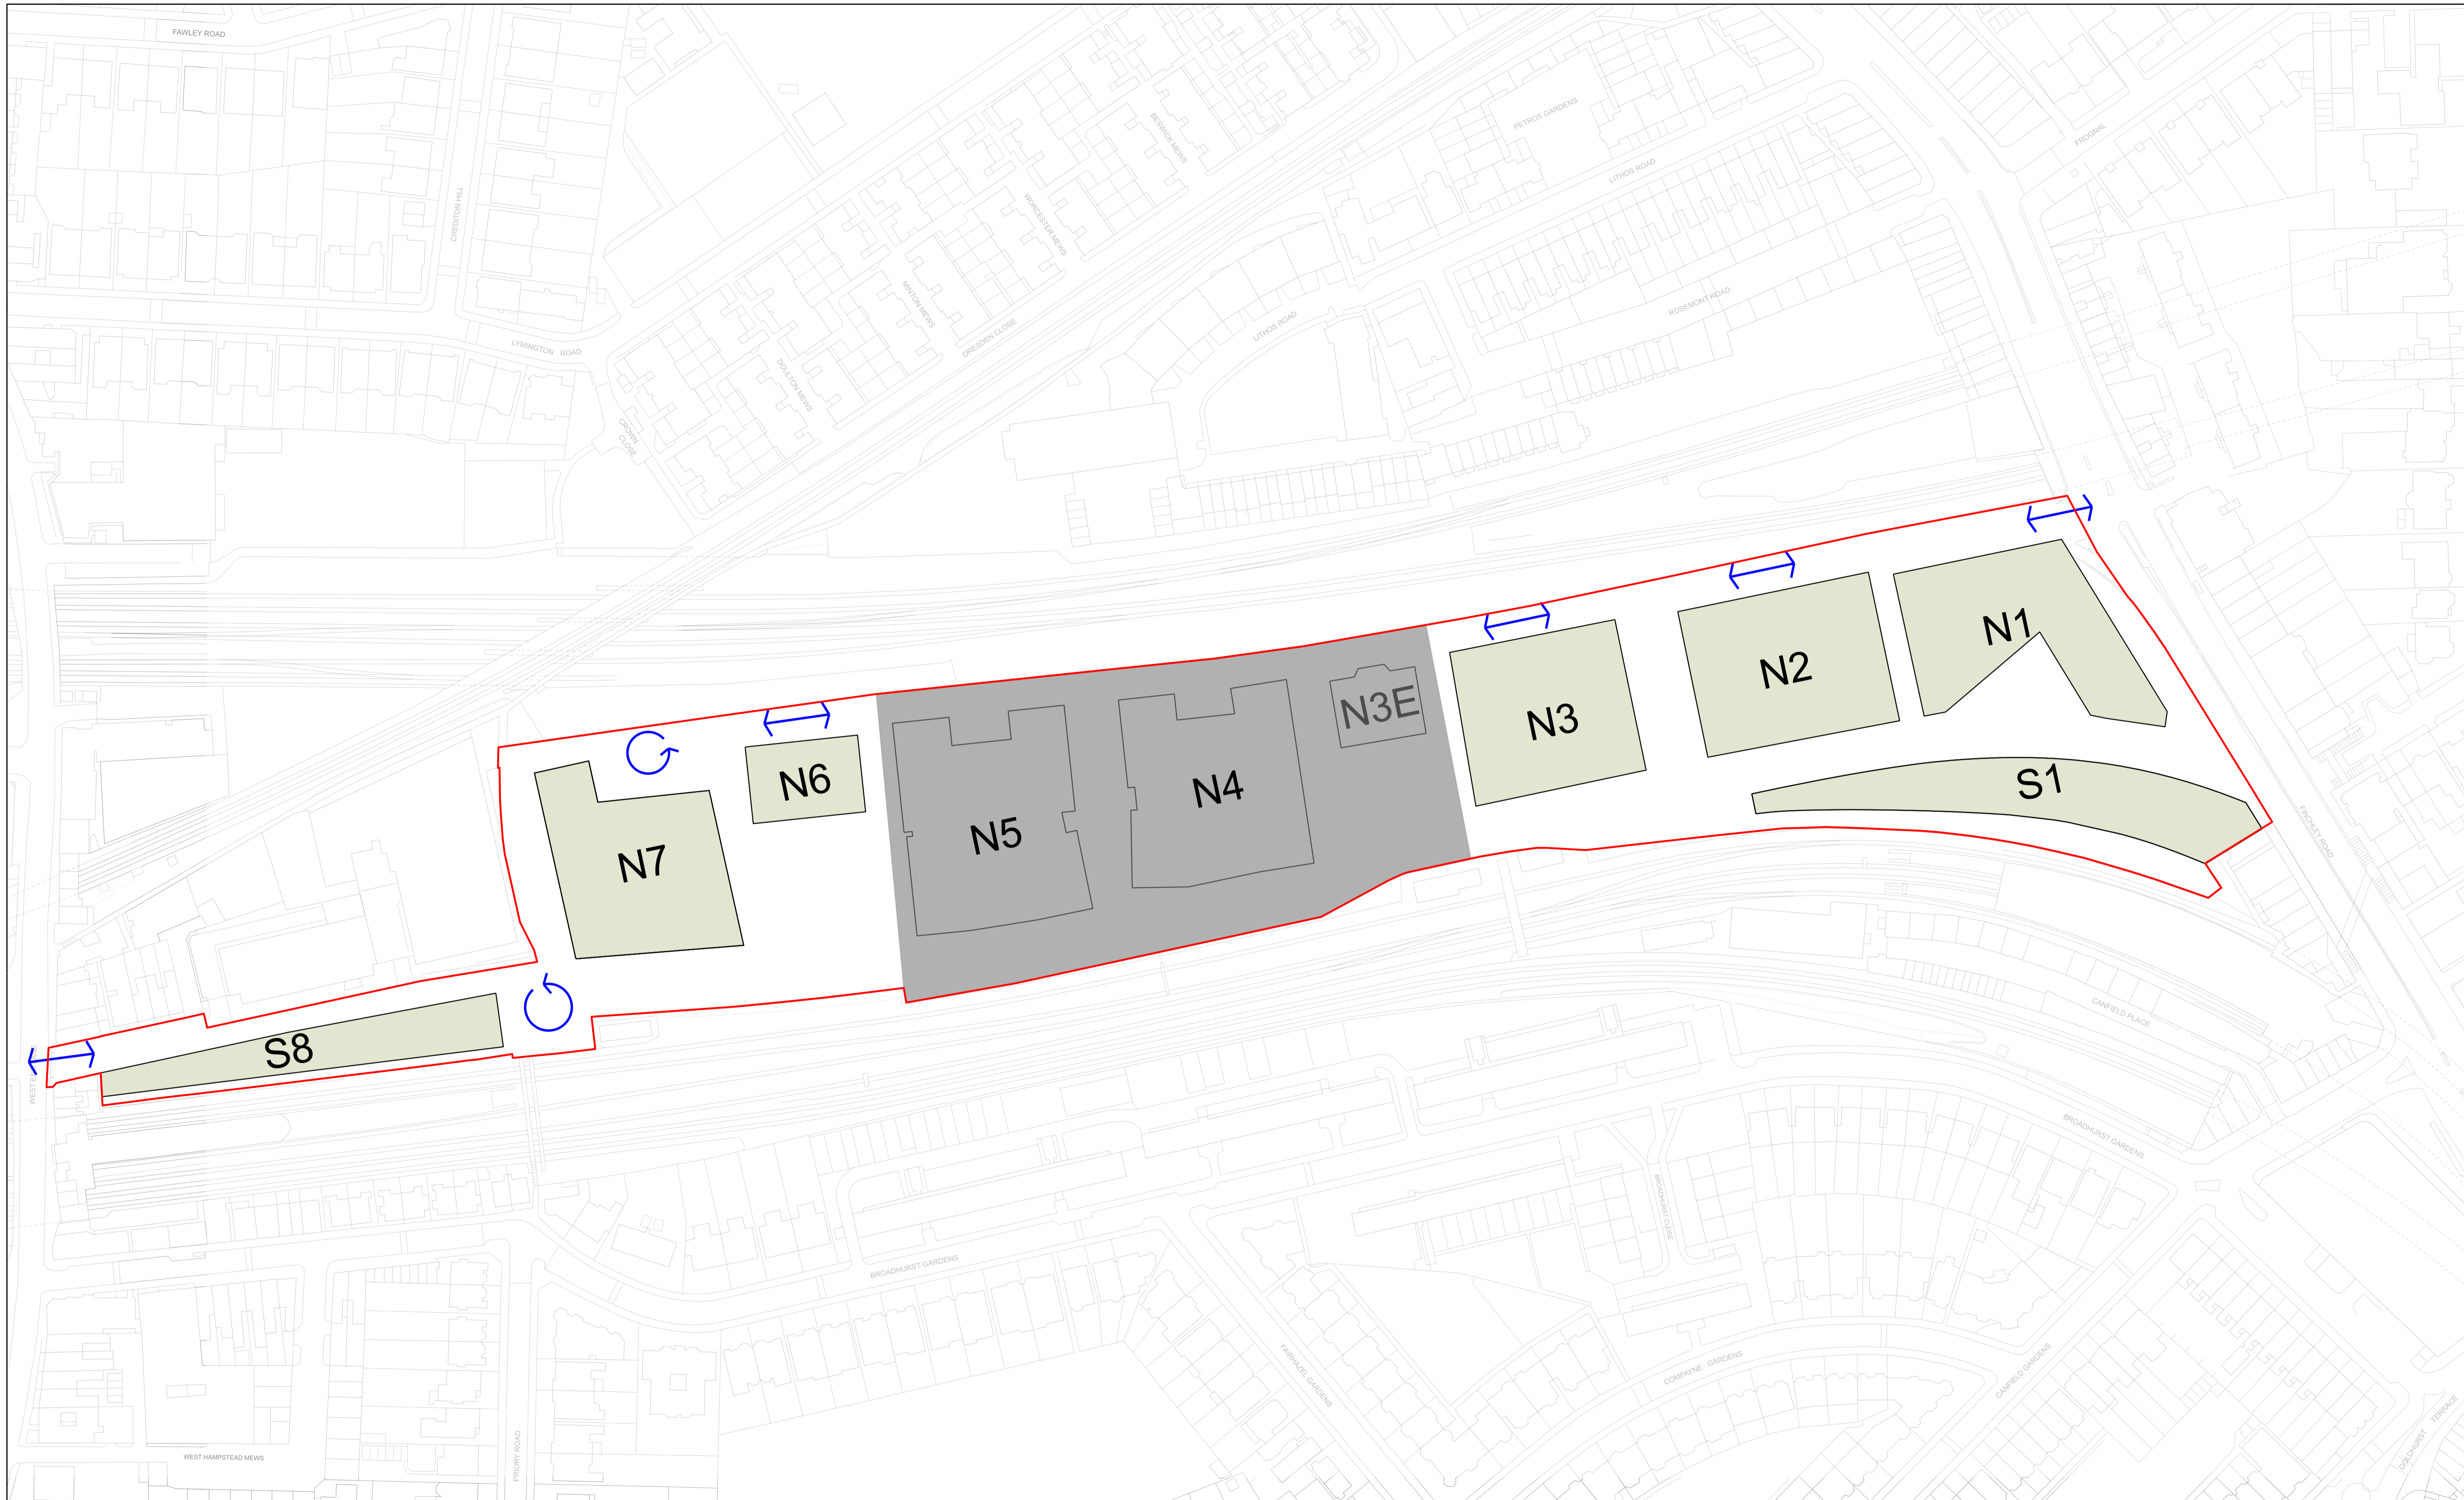 FAWLEY ROAD
PETROS GARDENS
BESWICK MEWS
FROGNAL
LITHOS ROAD
CREDITON HILL
WORCESTER MEWS
MINTON MEWS
ROSEMONT ROAD
LITHOS ROAD
DRESDEN CLOSE
LYMINGTON ROAD
DOULTON MEWS
CROWN
CLOSE
N1
N2
N3E
N3
S1
N6
N4
N5
N7
FINCHLEY ROAD
S8
CANFIELD PLACE
BROADHURST GARDENS
BROADHURST CLOSE
BROADHURST GARDENS
FAIRHAZEL GARDENS
COMPAYNE GARDENS
CANFIELD GARDENS
GOLDHURST TERRACE
PRIORY ROAD
WEST HAMPSTEAD MEWS